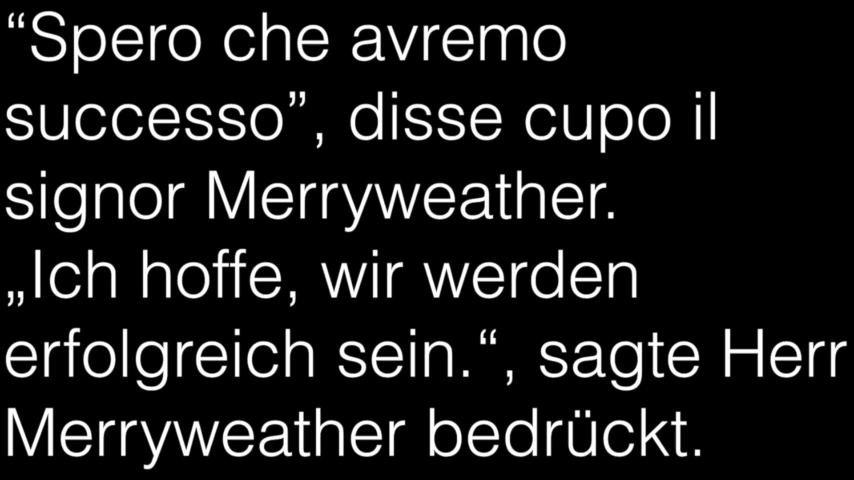 “Spero che avremo
successo”, disse cupo il
signor Merryweather.
„Ich hoffe, wir werden
erfolgreich sein.“, sagte Herr
Merryweather bedrückt.